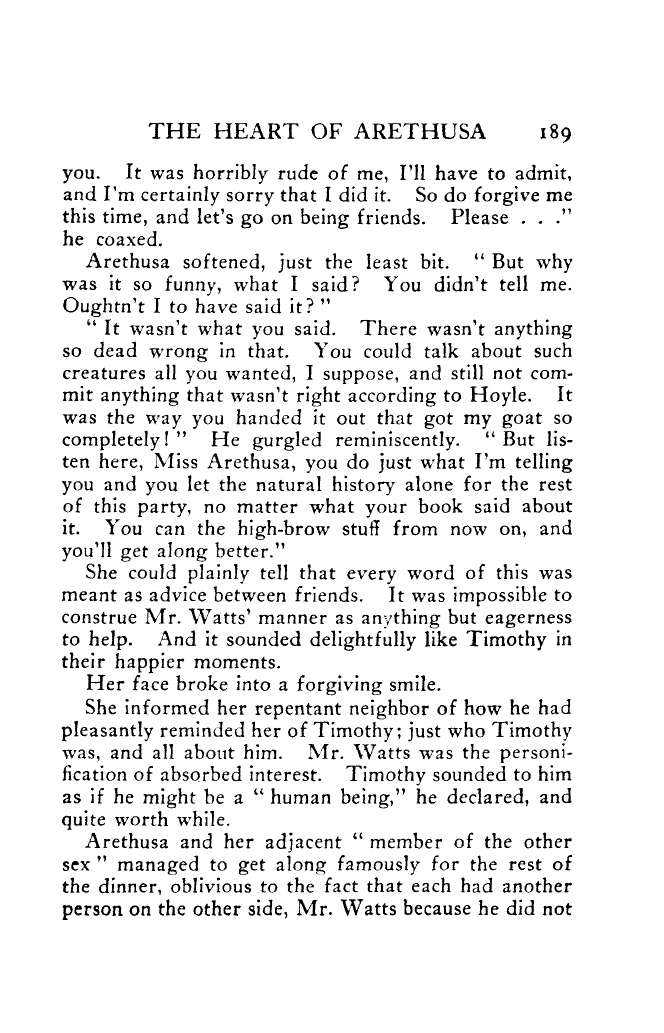 THE HEART OF ARETHUSA 189
you. It was horribly rude of me, I'll have to admit,
and I'm certainly sorry that I did it. So do forgive me
this time, and let's go on being friends. Please . . ."
he coaxed.
Arethusa softened, just the least bit. " But why
was it so funny, what I said? You didn't tell me.
Oughtn't I to have said it? "
" It wasn't what you said. There wasn't anything
so dead wrong in that. You could talk about such
creatures all you wanted, I suppose, and still not com-
mit anything that wasn't right according to Hoyle. It
was the way you handed it out that got my goat so
completely! " He gurgled reminiscently. " But lis-
ten here, Miss Arethusa, you do just what I'm telling
you and you let the natural history alone for the rest
of this party, no matter what your book said about
it. You can the high-brow stuff from now on, and
you'll get along better."
She could plainly tell that every word of this was
meant as advice between friends. It was impossible to
construe Mr. Watts' manner as anything but eagerness
to help. And it sounded delightfully like Timothy in
their happier moments.
Her face broke into a forgiving smile.
She informed her repentant neighbor of how he had
pleasantly reminded her of Timothy; just who Timothy
was, and all about him. Mr. Watts was the personi-
fication of absorbed interest. Timothy sounded to him
as if he might be a " human being," he declared, and
quite worth while.
Arethusa and her adjacent " member of the other
sex " managed to get along famously for the rest of
the dinner, oblivious to the fact that each had another
person on the other side, Mr. Watts because he did not